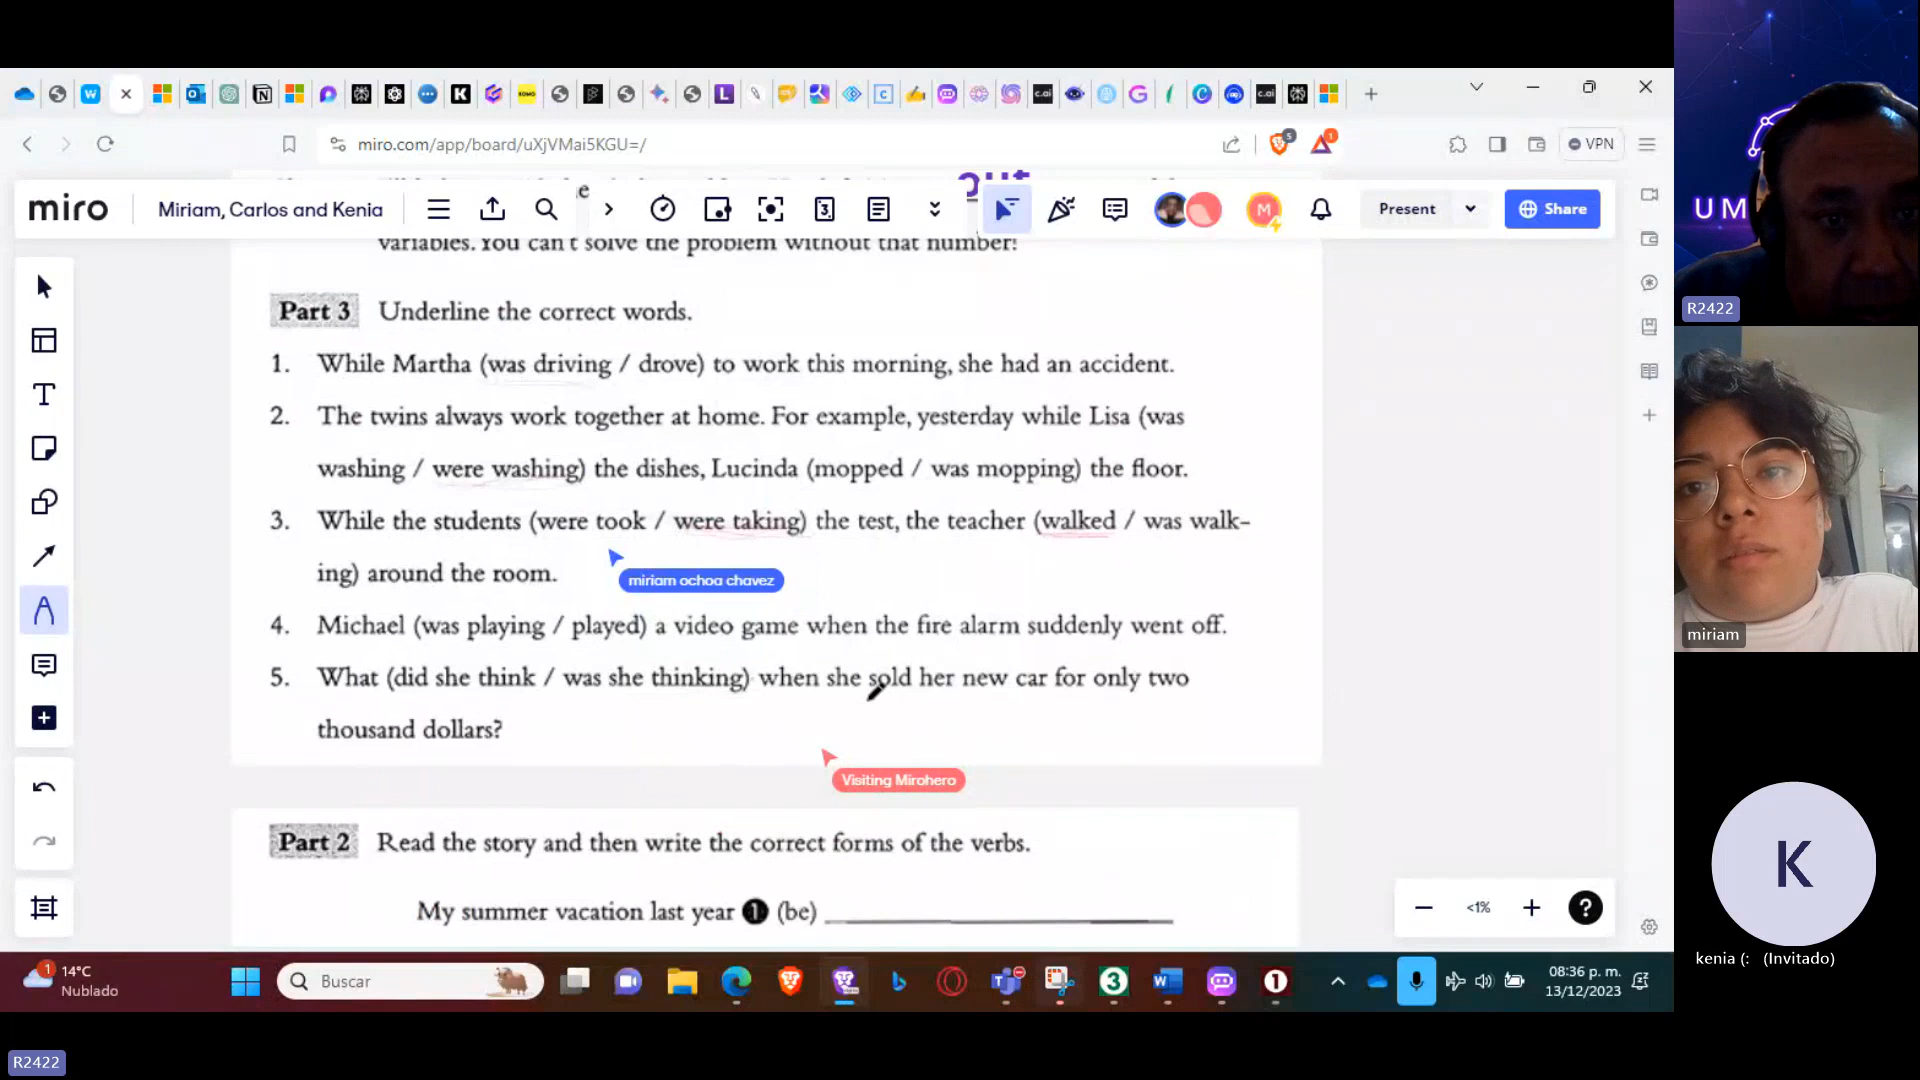 miro.com/app/board/uXjVMai5KGU=/
VPN
out
miro
Miriam, Carlos and Kenia
M
Present
Share
variables. You can't solve the problem without that number!
Part 3 Underline the correct words.
1. While Martha (was driving / drove) to work this morning, she had an accident.
2. The twins always work together at home. For example, yesterday while Lisa (was
washing / were washing) the dishes, Lucinda (mopped / was mopping) the floor.
3. While the students (were took / were taking) the test, the teacher (walked / was walk-
ing) around the room.
miriam ochoa chavez
4. Michael (was playing / played) a video game when the fire alarm suddenly went off.
5. What (did she think / was she thinking) when she sold her new car for only two
thousand dollars?
Visiting Mirohero
Part 2 Read the story and then write the correct forms of the verbs.
My summer vacation last year 1 (be)
<1%
14°C
Nublado
Buscar
08:36 p. m.
13/12/2023
R2422
UM
R2422
miriam
K
kenia (: (Invitado)